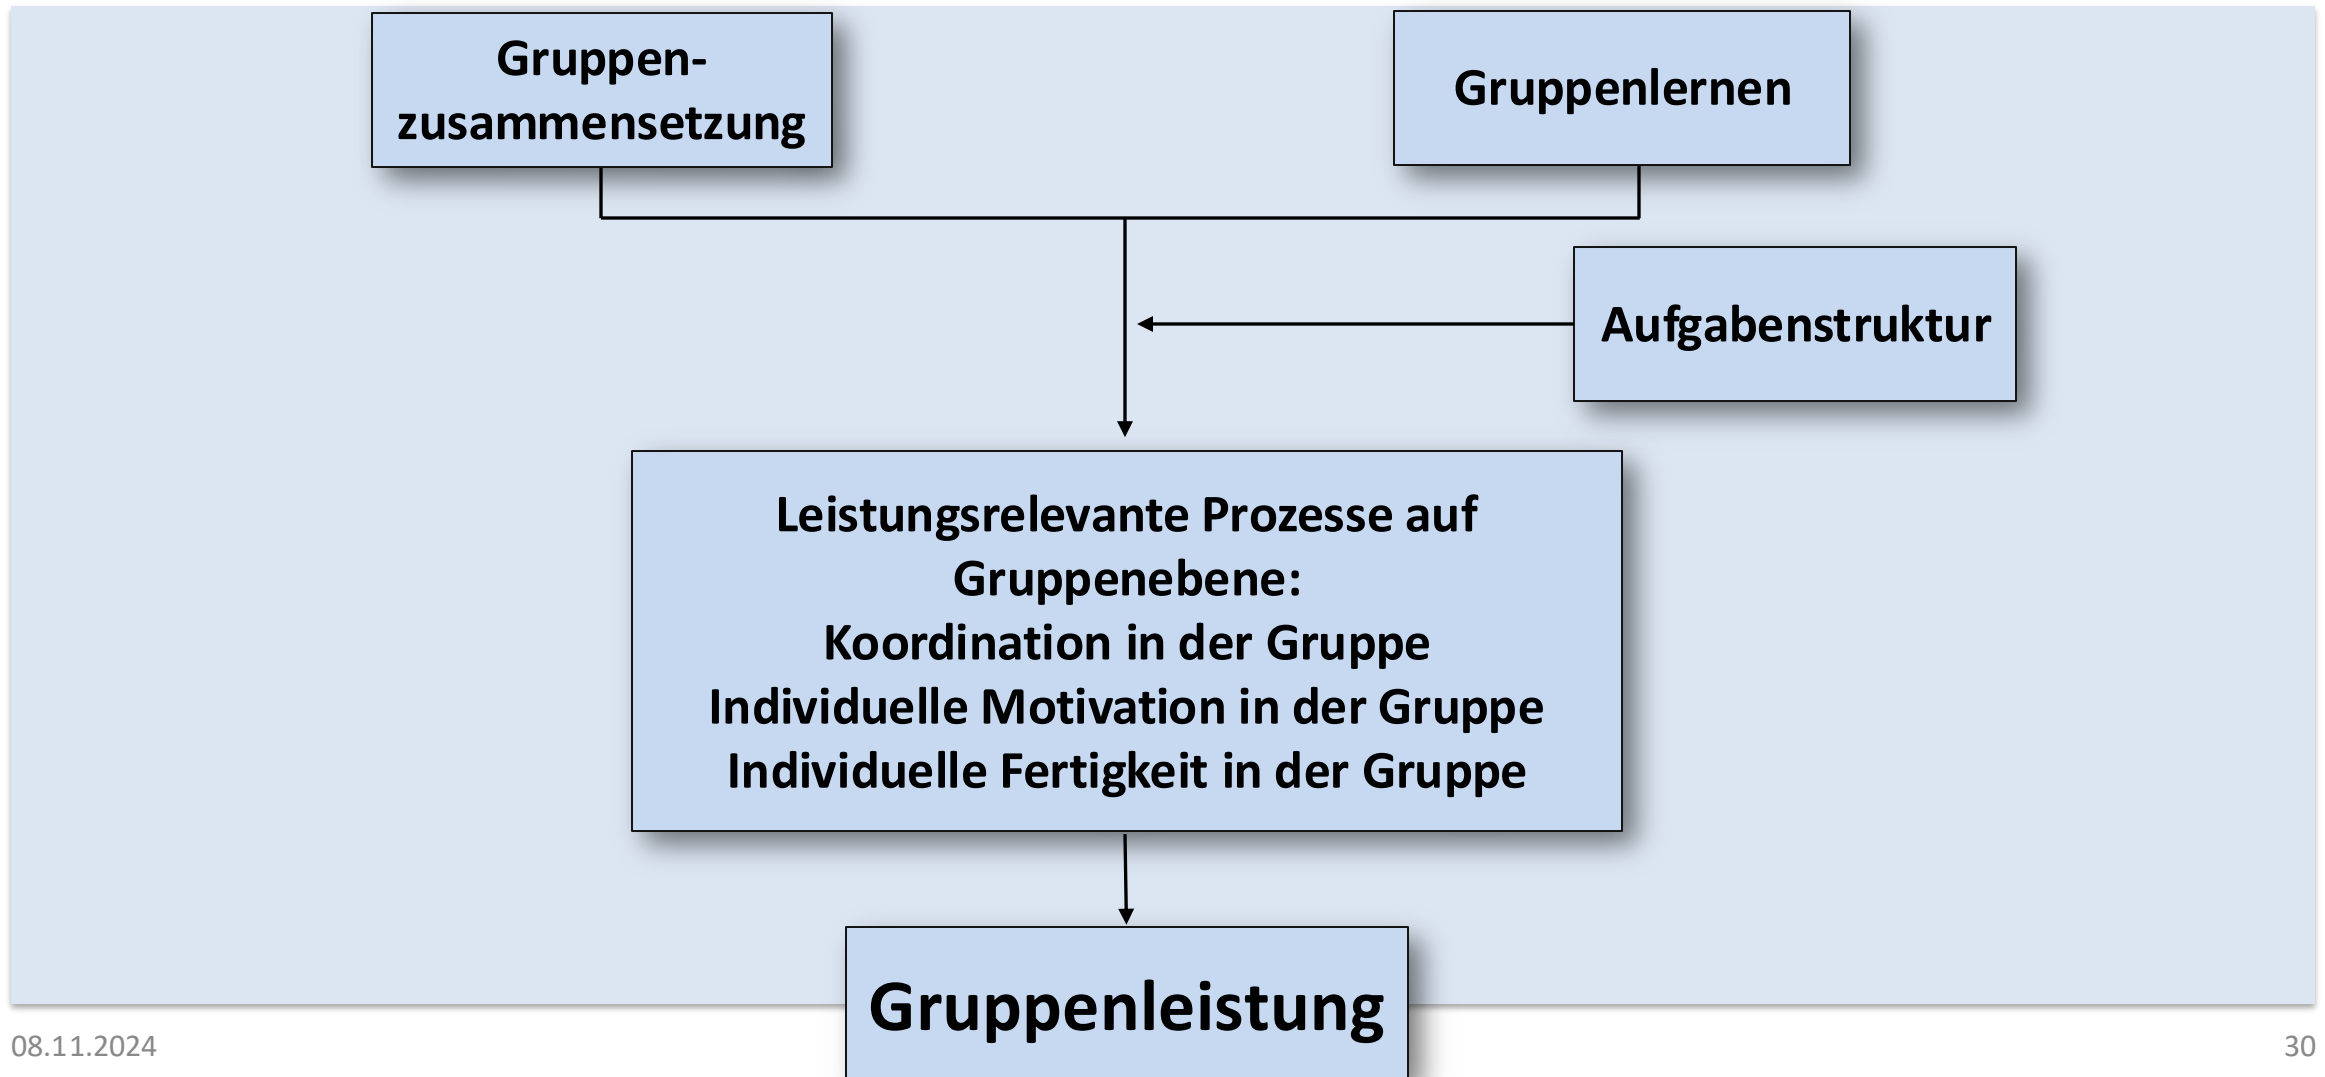 Gruppen-
zusammensetzung
Gruppenlernen
Aufgabenstruktur
Leistungsrelevante Prozesse auf
Gruppenebene:
Koordination in der Gruppe
Individuelle Motivation in der Gruppe
Individuelle Fertigkeit in der Gruppe
Gruppenleistung
08.11.2024
30